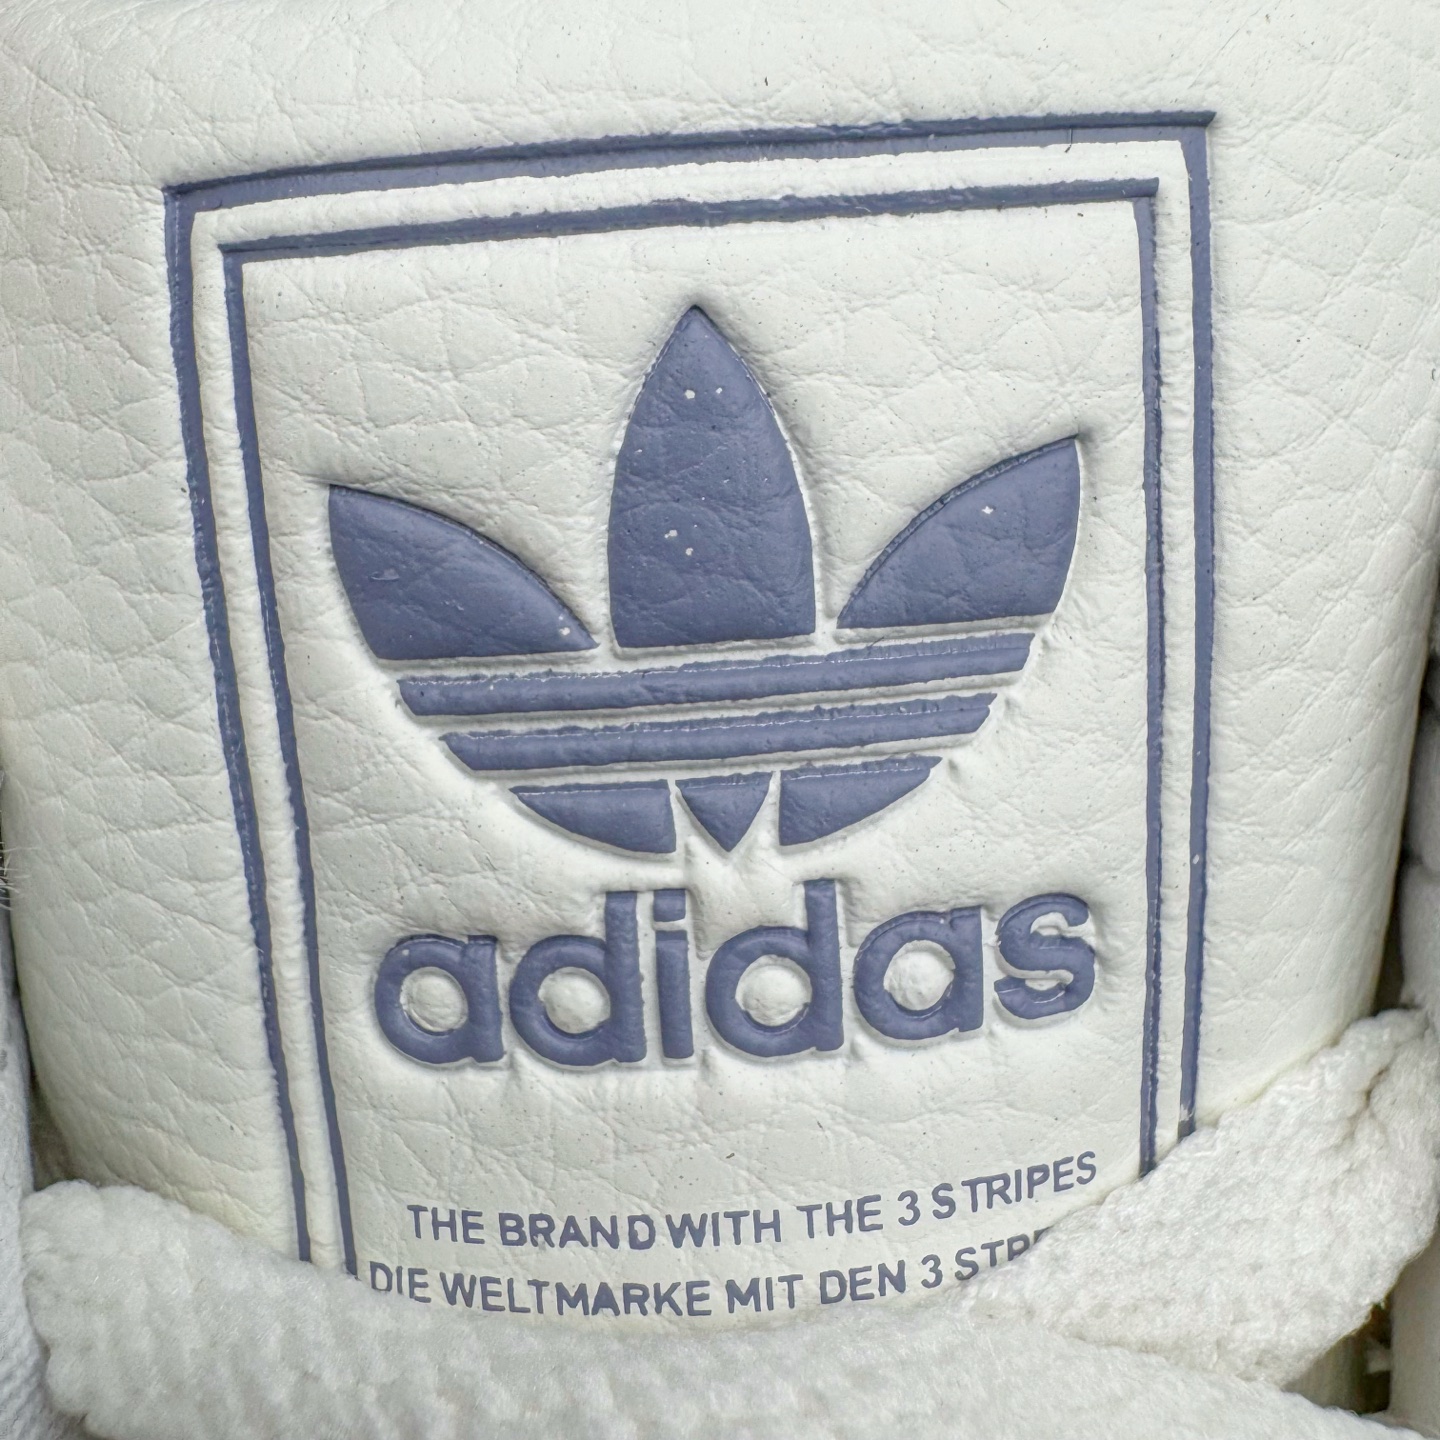 adidas
THE BRAND WITH THE 3 STRIPES
DIE WELTMARKE MIT DEN 3